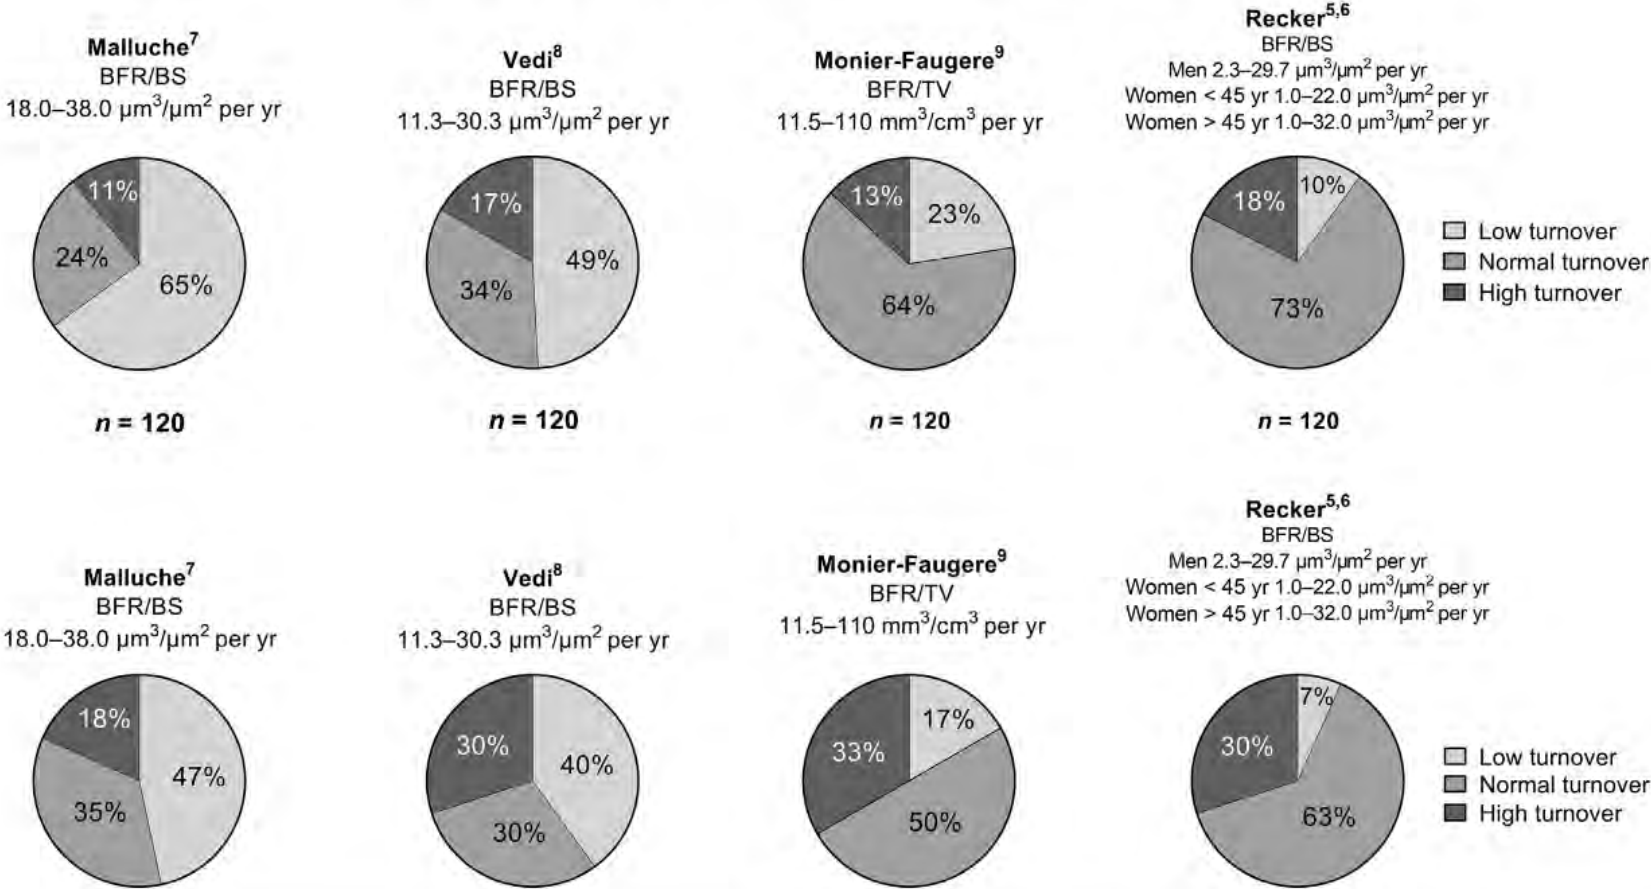 Malluche⁷
BFR/BS
18.0–38.0 µm³/µm² per yr
11%
24%
65%
n = 120
Vedi⁸
BFR/BS
11.3–30.3 µm³/µm² per yr
17%
49%
34%
n = 120
Monier-Faugere⁹
BFR/TV
11.5–110 mm³/cm³ per yr
13%
23%
64%
n = 120
Recker⁵,⁶
BFR/BS
Men 2.3–29.7 µm³/µm² per yr
Women < 45 yr 1.0–22.0 µm³/µm² per yr
Women > 45 yr 1.0–32.0 µm³/µm² per yr
10%
18%
73%
n = 120
Low turnover
Normal turnover
High turnover
Malluche⁷
BFR/BS
18.0–38.0 µm³/µm² per yr
18%
47%
35%
Vedi⁸
BFR/BS
11.3–30.3 µm³/µm² per yr
30%
40%
30%
Monier-Faugere⁹
BFR/TV
11.5–110 mm³/cm³ per yr
17%
33%
50%
Recker⁵,⁶
BFR/BS
Men 2.3–29.7 µm³/µm² per yr
Women < 45 yr 1.0–22.0 µm³/µm² per yr
Women > 45 yr 1.0–32.0 µm³/µm² per yr
7%
30%
63%
Low turnover
Normal turnover
High turnover